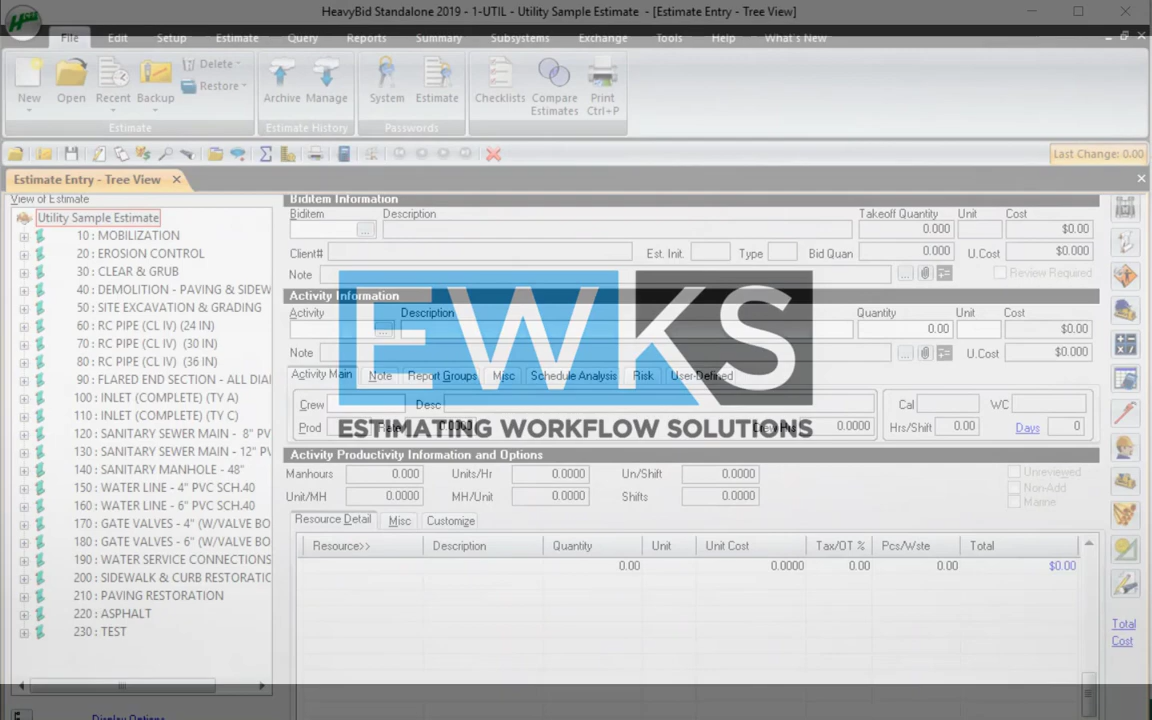 HeavyBid Standalone 2019 - 1-UTIL - Utility Sample Estimate - [Estimate Entry - Tree View]
File Edit Setup Estimate Query Reports Summary Subsystems Exchange Tools Help What's New
New Open Recent Backup Delete Restore Archive Manage System Estimate Checklists Compare Estimates Print Ctrl+P
Estimate Estimate History Passwords
Last Change: 0.00
Estimate Entry - Tree View
View of Estimate
Utility Sample Estimate
10 : MOBILIZATION
20 : EROSION CONTROL
30 : CLEAR & GRUB
40 : DEMOLITION - PAVING & SIDEW
50 : SITE EXCAVATION & GRADING
60 : RC PIPE (CL IV) (24 IN)
70 : RC PIPE (CL IV) (30 IN)
80 : RC PIPE (CL IV) (36 IN)
90 : FLARED END SECTION - ALL DIA
100 : INLET (COMPLETE) (TY A)
110 : INLET (COMPLETE) (TY C)
120 : SANITARY SEWER MAIN - 8" PV
130 : SANITARY SEWER MAIN - 12" P
140 : SANITARY MANHOLE - 48"
150 : WATER LINE - 4" PVC SCH.40
160 : WATER LINE - 6" PVC SCH.40
170 : GATE VALVES - 4" (W/VALVE BO
180 : GATE VALVES - 6" (W/VALVE BO
190 : WATER SERVICE CONNECTIONS
200 : SIDEWALK & CURB RESTORATIC
210 : PAVING RESTORATION
220 : ASPHALT
230 : TEST
Display Options
Biditem Information
Biditem Description Takeoff Quantity Unit Cost
... 0.000 $0.00
Client# Est. Init. Type Bid Quan 0.000 U.Cost $0.000
Note ... Review Required
Activity Information
Activity Description Quantity Unit Cost
... 0.00 $0.00
Note ... U.Cost $0.000
Activity Main Note Report Groups Misc Schedule Analysis Risk User-Defined
Crew Desc Cal WC
Prod Rate 0.0000 Crew Hrs 0.0000 Hrs/Shift 0.00 Days 0
EWKS
ESTIMATING WORKFLOW SOLUTIONS
Activity Productivity Information and Options
Manhours 0.000 Units/Hr 0.0000 Un/Shift 0.0000 Unreviewed
Non-Add
Unit/MH 0.0000 MH/Unit 0.0000 Shifts 0.0000 Marine
Resource Detail Misc Customize
Resource>> Description Quantity Unit Unit Cost Tax/OT % Pcs/Wste Total
0.00 0.0000 0.00 0.00 $0.00
Total
Cost